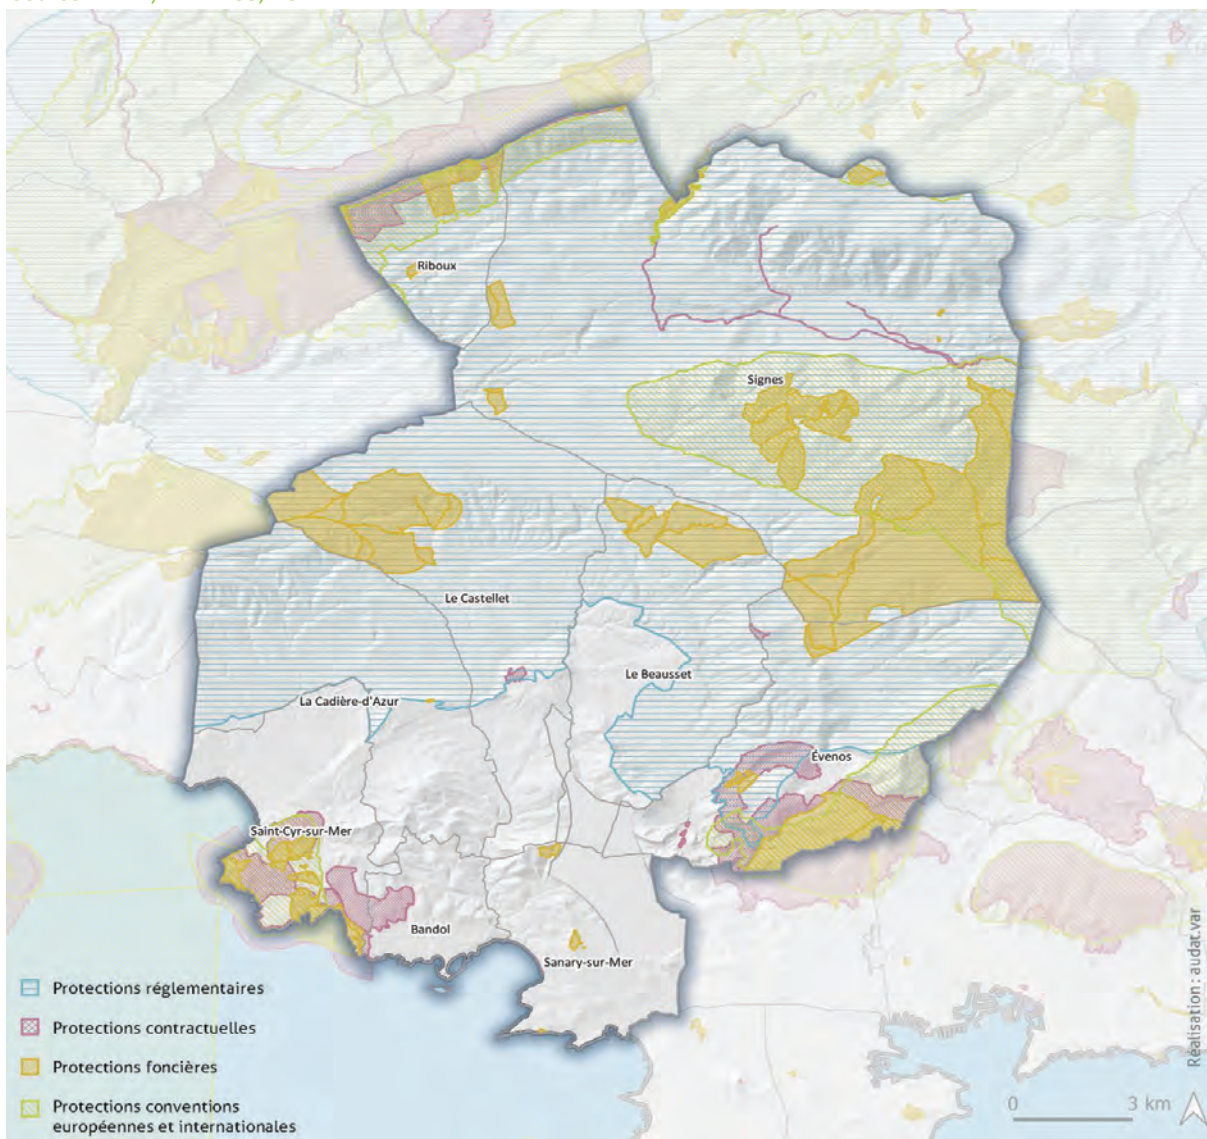 Riboux
Signes
Le Castellet
Le Beausset
La Cadière-d'Azur
Évenos
Saint-Cyr-sur-Mer
Bandol
Sanary-sur-Mer
Protections réglementaires
Protections contractuelles
Protections foncières
Protections conventions
européennes et internationales
0 3 km
Réalisation : audat.var